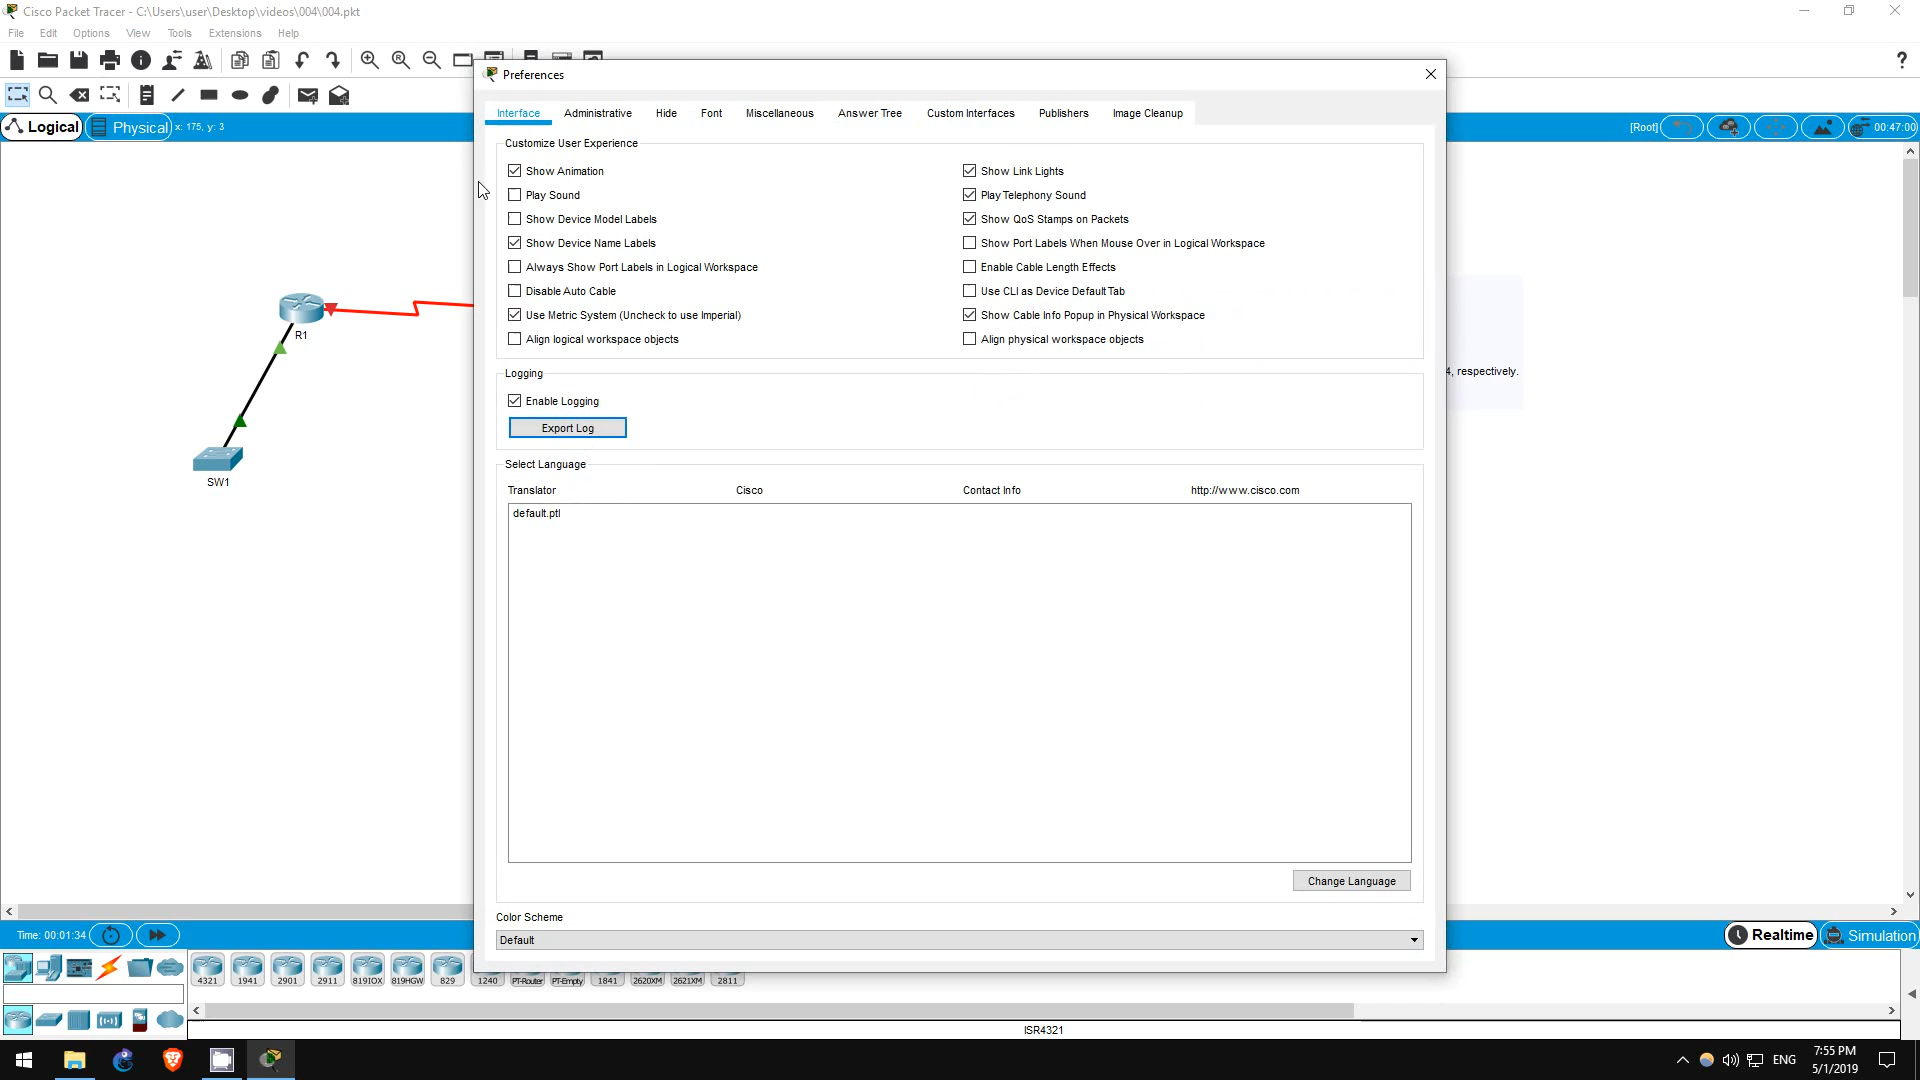 Cisco Packet Tracer - C:\Users\user\Desktop\videos\004\004.pkt
File Edit Options View Tools Extensions Help
?
Preferences
Logical Physical x: 175, y: 3
[Root] 00:47:00
Interface Administrative Hide Font Miscellaneous Answer Tree Custom Interfaces Publishers Image Cleanup
Customize User Experience
Show Animation Show Link Lights
Play Sound Play Telephony Sound
Show Device Model Labels Show QoS Stamps on Packets
Show Device Name Labels Show Port Labels When Mouse Over in Logical Workspace
Always Show Port Labels in Logical Workspace Enable Cable Length Effects
Disable Auto Cable Use CLI as Device Default Tab
Use Metric System (Uncheck to use Imperial) Show Cable Info Popup in Physical Workspace
Align logical workspace objects Align physical workspace objects
R1
4, respectively.
Logging
Enable Logging
Export Log
SW1
Select Language
Translator Cisco Contact Info http://www.cisco.com
default.ptl
Change Language
Color Scheme
Default
Time: 00:01:34
Realtime Simulation
4321 1941 2901 2911 819IOX 819HGW 829 1240 PT-Router PT-Empty 1841 2620XM 2621XM 2811
ISR4321
ENG
7:55 PM
5/1/2019